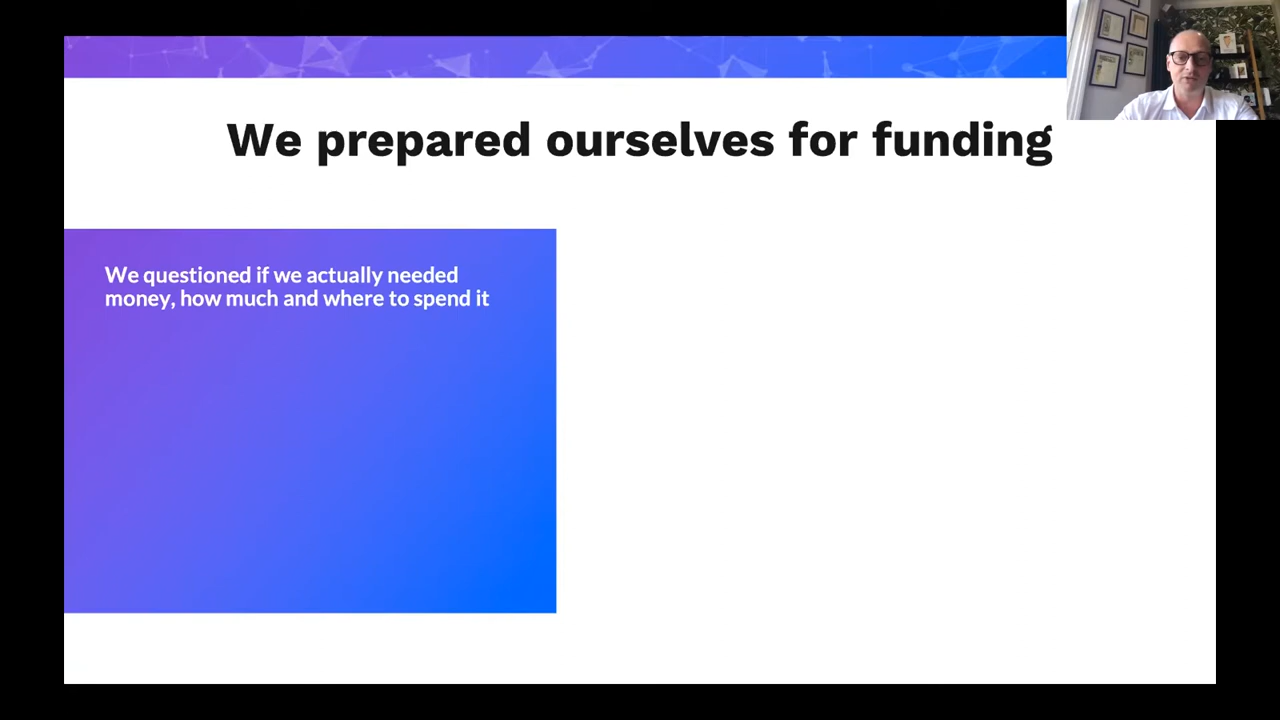 We prepared ourselves for funding
We questioned if we actually needed
money, how much and where to spend it